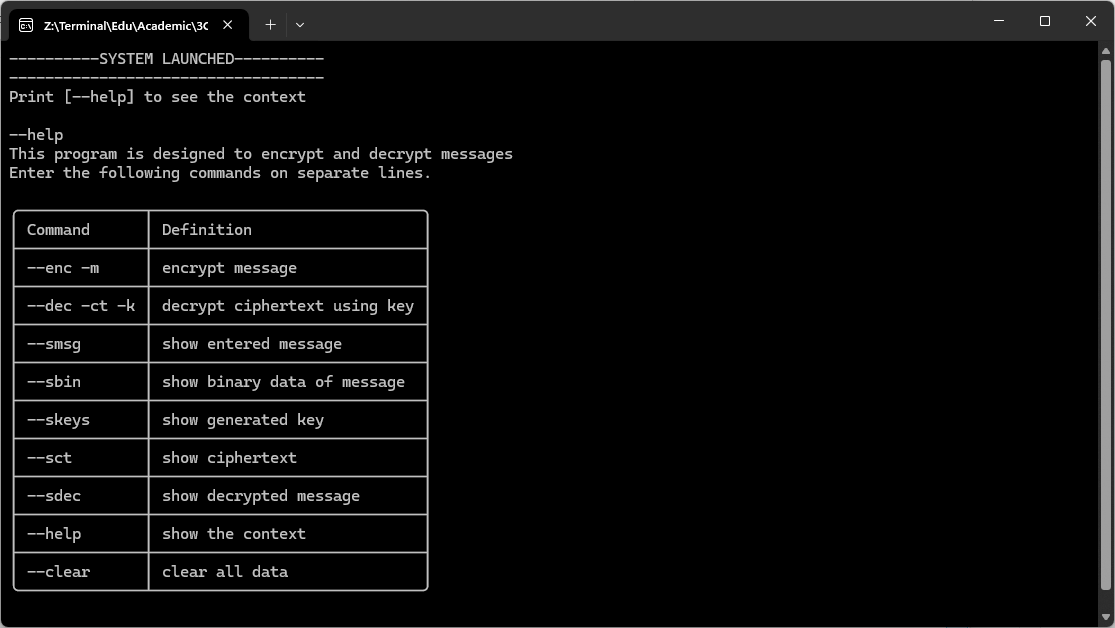 Z:\Terminal\Edu\Academic\3C
----------SYSTEM LAUNCHED----------
-----------------------------------
Print [--help] to see the context
--help
This program is designed to encrypt and decrypt messages
Enter the following commands on separate lines.
Command Definition
--enc -m encrypt message
--dec -ct -k decrypt ciphertext using key
--smsg show entered message
--sbin show binary data of message
--skeys show generated key
--sct show ciphertext
--sdec show decrypted message
--help show the context
--clear clear all data